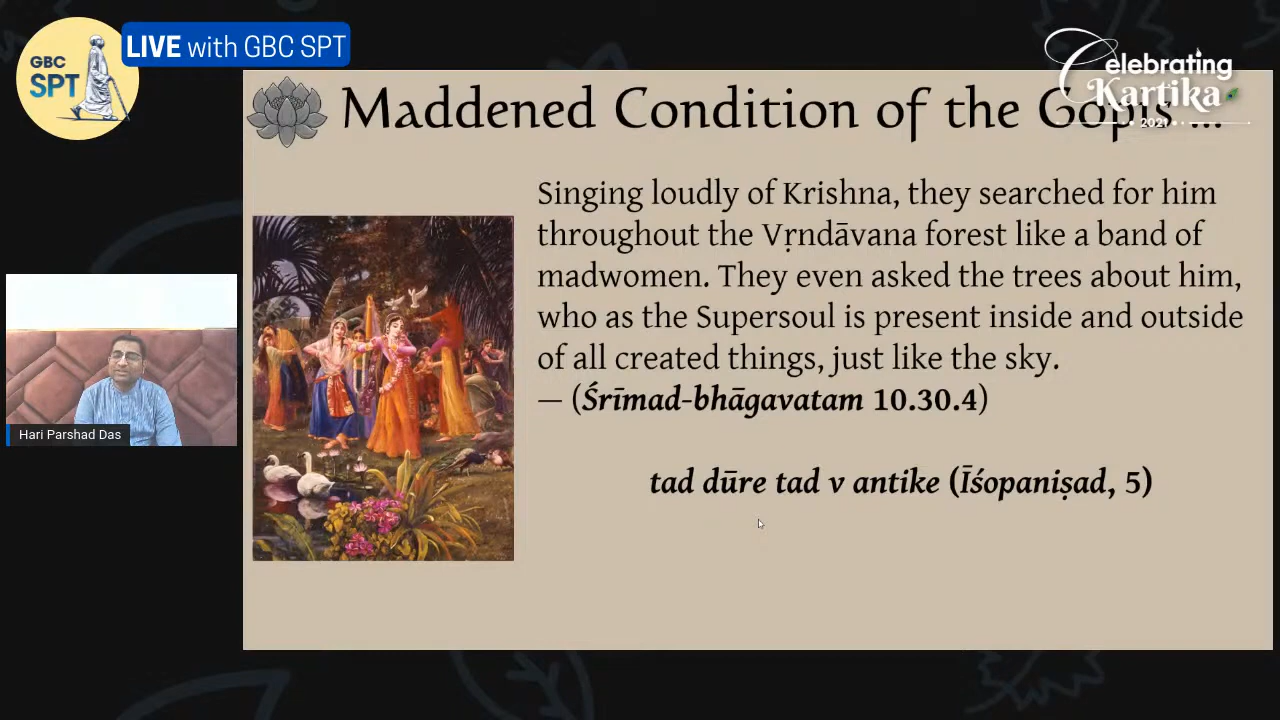 GBC
SPT
LIVE with GBC SPT
Celebrating
Kartika
2021
Maddened Condition of the Gopīs ...
Singing loudly of Krishna, they searched for him
throughout the Vṛndāvana forest like a band of
madwomen. They even asked the trees about him,
who as the Supersoul is present inside and outside
of all created things, just like the sky.
— (Śrīmad-bhāgavatam 10.30.4)
tad dūre tad v antike (Īśopaniṣad, 5)
Hari Parshad Das